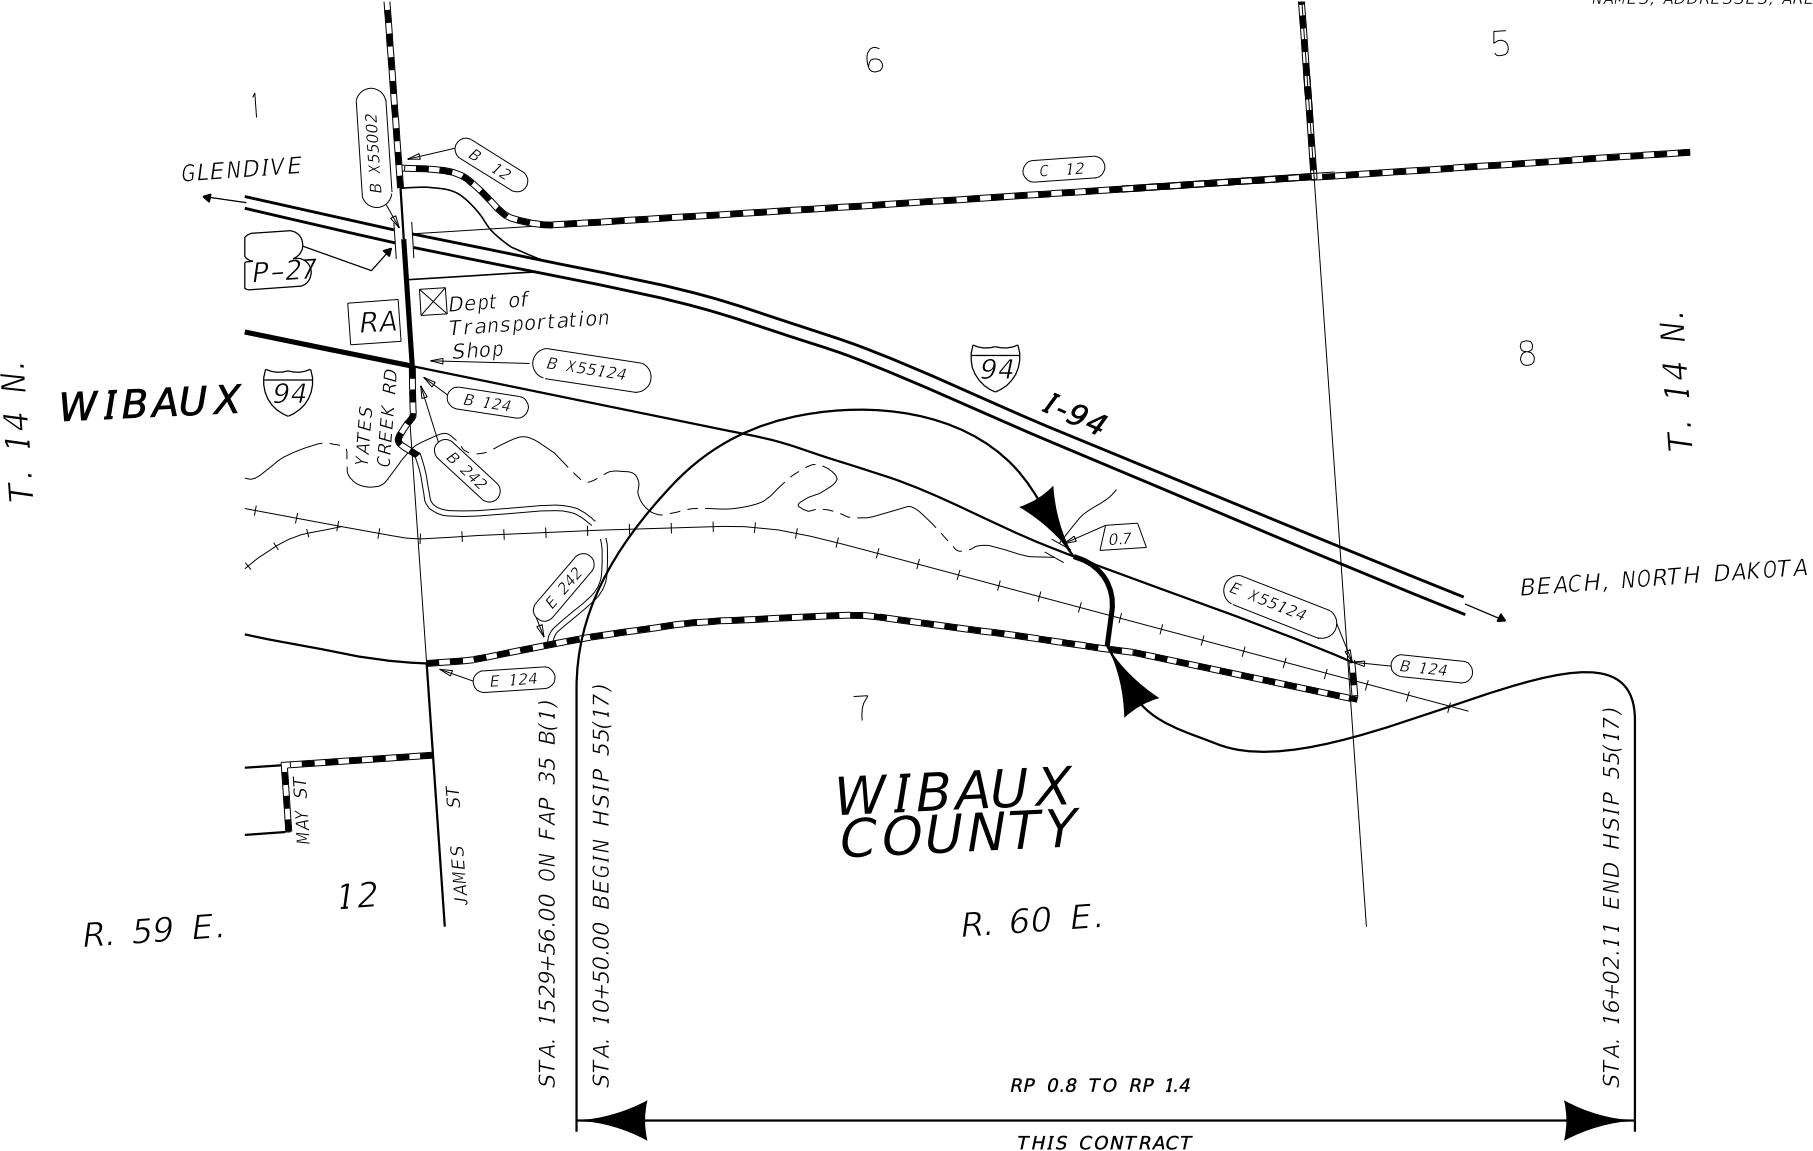 NAMES, ADDRESSES, ARE
6
5
1
B X55002
GLENDIVE
B 12
C 12
P-27
RA
Dept of
Transportation
Shop
B X55124
94
I-94
8
T. 14 N.
T. 14 N.
WIBAUX
94
YATES
CREEK RD
B 124
B 242
0.7
BEACH, NORTH DAKOTA
E 242
E X55124
B 124
E 124
7
WIBAUX
COUNTY
MAY ST
JAMES ST
12
R. 59 E.
R. 60 E.
STA. 1529+56.00 ON FAP 35 B(1)
STA. 10+50.00 BEGIN HSIP 55(17)
STA. 16+02.11 END HSIP 55(17)
RP 0.8 TO RP 1.4
THIS CONTRACT